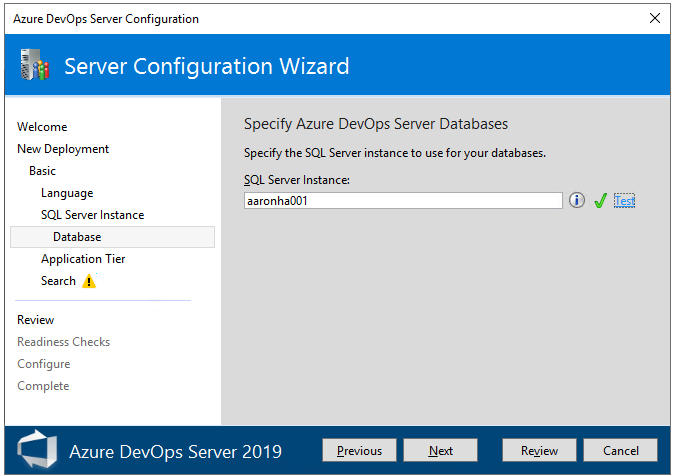 Azure DevOps Server Configuration
Server Configuration Wizard
Welcome
New Deployment
Basic
Language
SQL Server Instance
Database
Application Tier
Search
Review
Readiness Checks
Configure
Complete
Specify Azure DevOps Server Databases
Specify the SQL Server instance to use for your databases.
SQL Server Instance:
aaronha001
Test
Azure DevOps Server 2019
Previous
Next
Review
Cancel